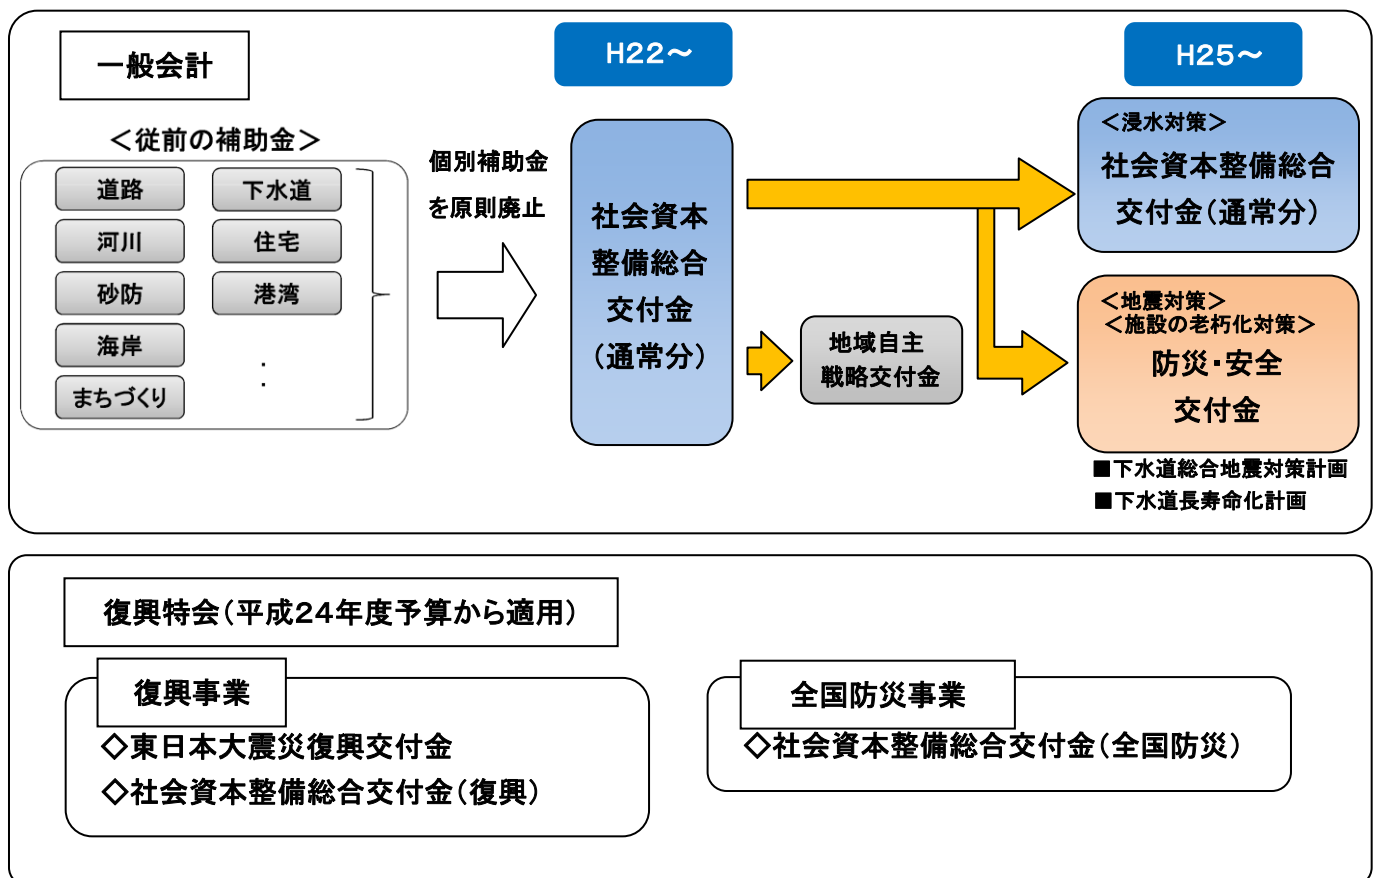 一般会計
H22～
H25～
＜従前の補助金＞
道路
下水道
河川
住宅
砂防
港湾
海岸
まちづくり
：
個別補助金
を原則廃止
社会資本
整備総合
交付金
（通常分）
地域自主
戦略交付金
＜浸水対策＞
社会資本整備総合
交付金（通常分）
＜地震対策＞
＜施設の老朽化対策＞
防災・安全
交付金
■下水道総合地震対策計画
■下水道長寿命化計画
復興特会（平成24年度予算から適用）
復興事業
◇東日本大震災復興交付金
◇社会資本整備総合交付金（復興）
全国防災事業
◇社会資本整備総合交付金（全国防災）